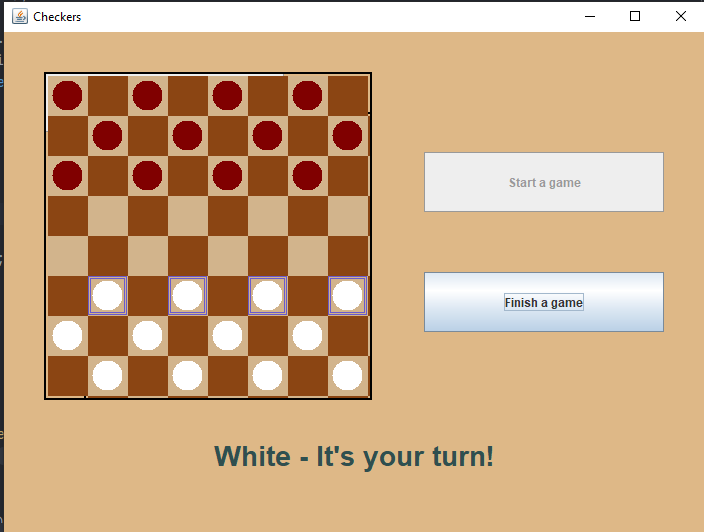 Checkers
Start a game
Finish a game
White - It's your turn!